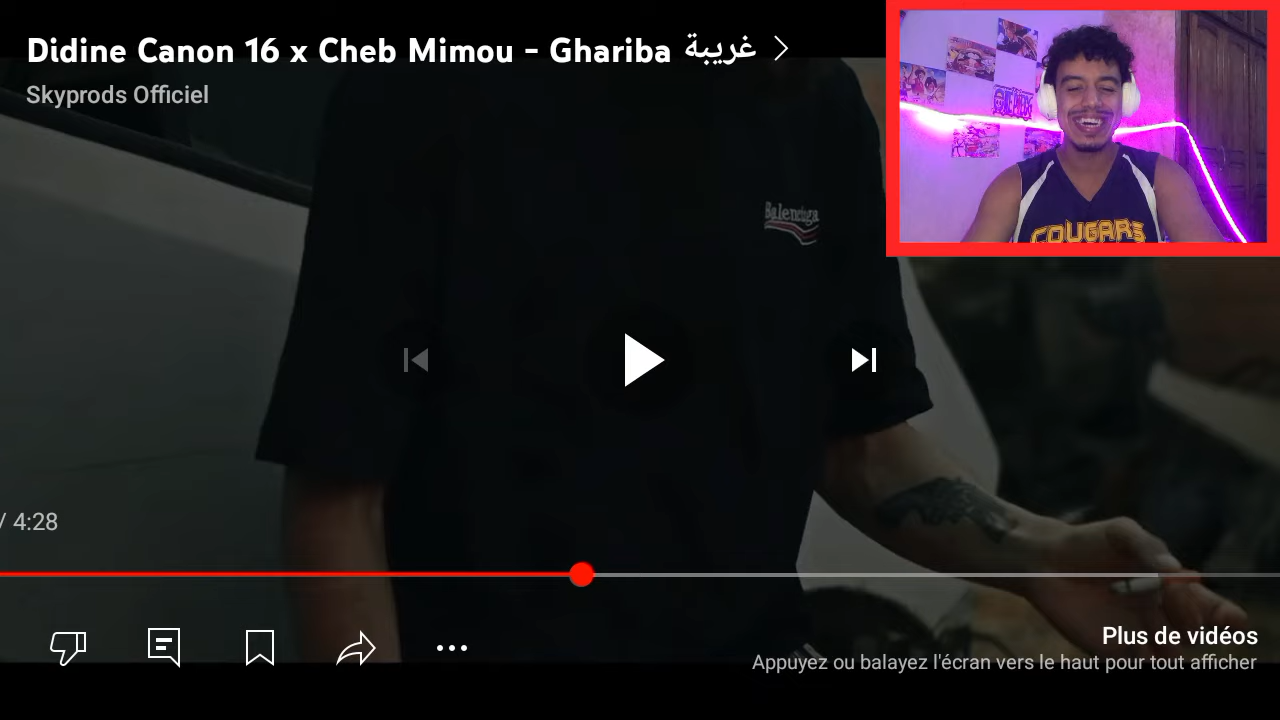 Didine Canon 16 x Cheb Mimou - Ghariba غريبة
Skyprods Officiel
Balenciaga
COUGARS
/ 4:28
Plus de vidéos
Appuyez ou balayez l'écran vers le haut pour tout afficher